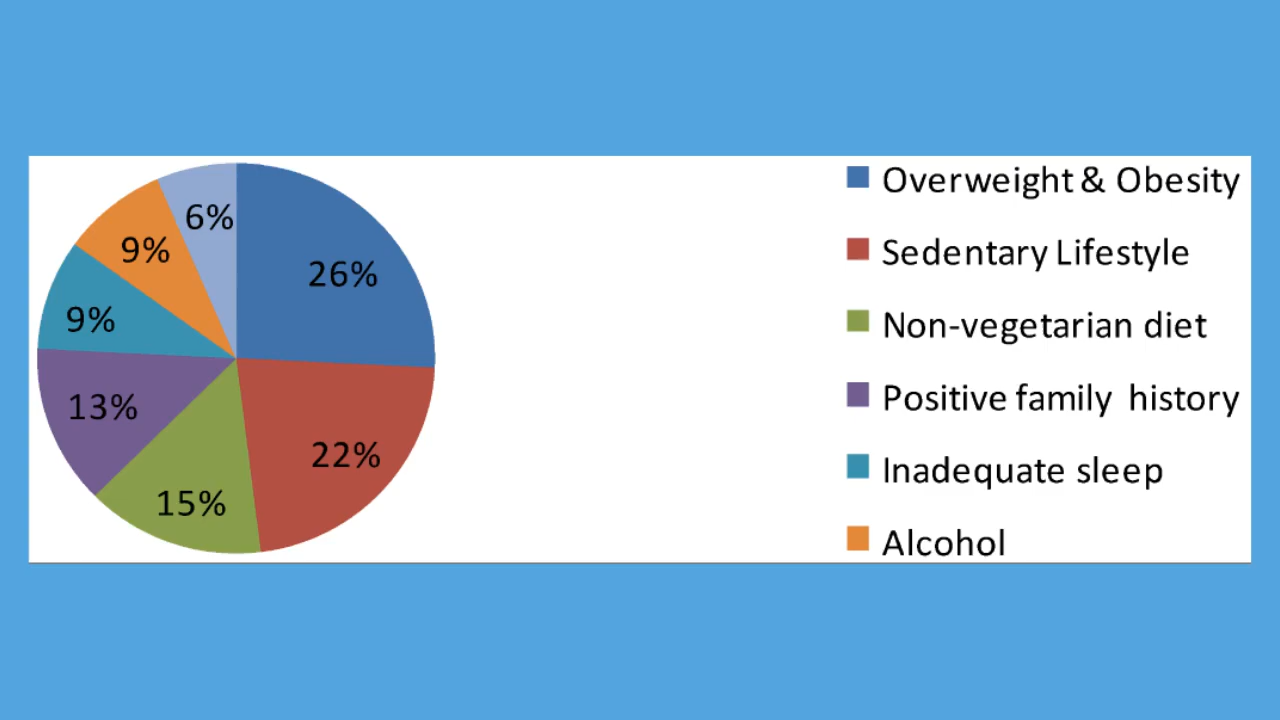 6%
9%
26%
9%
13%
22%
15%
Overweight & Obesity
Sedentary Lifestyle
Non-vegetarian diet
Positive family history
Inadequate sleep
Alcohol